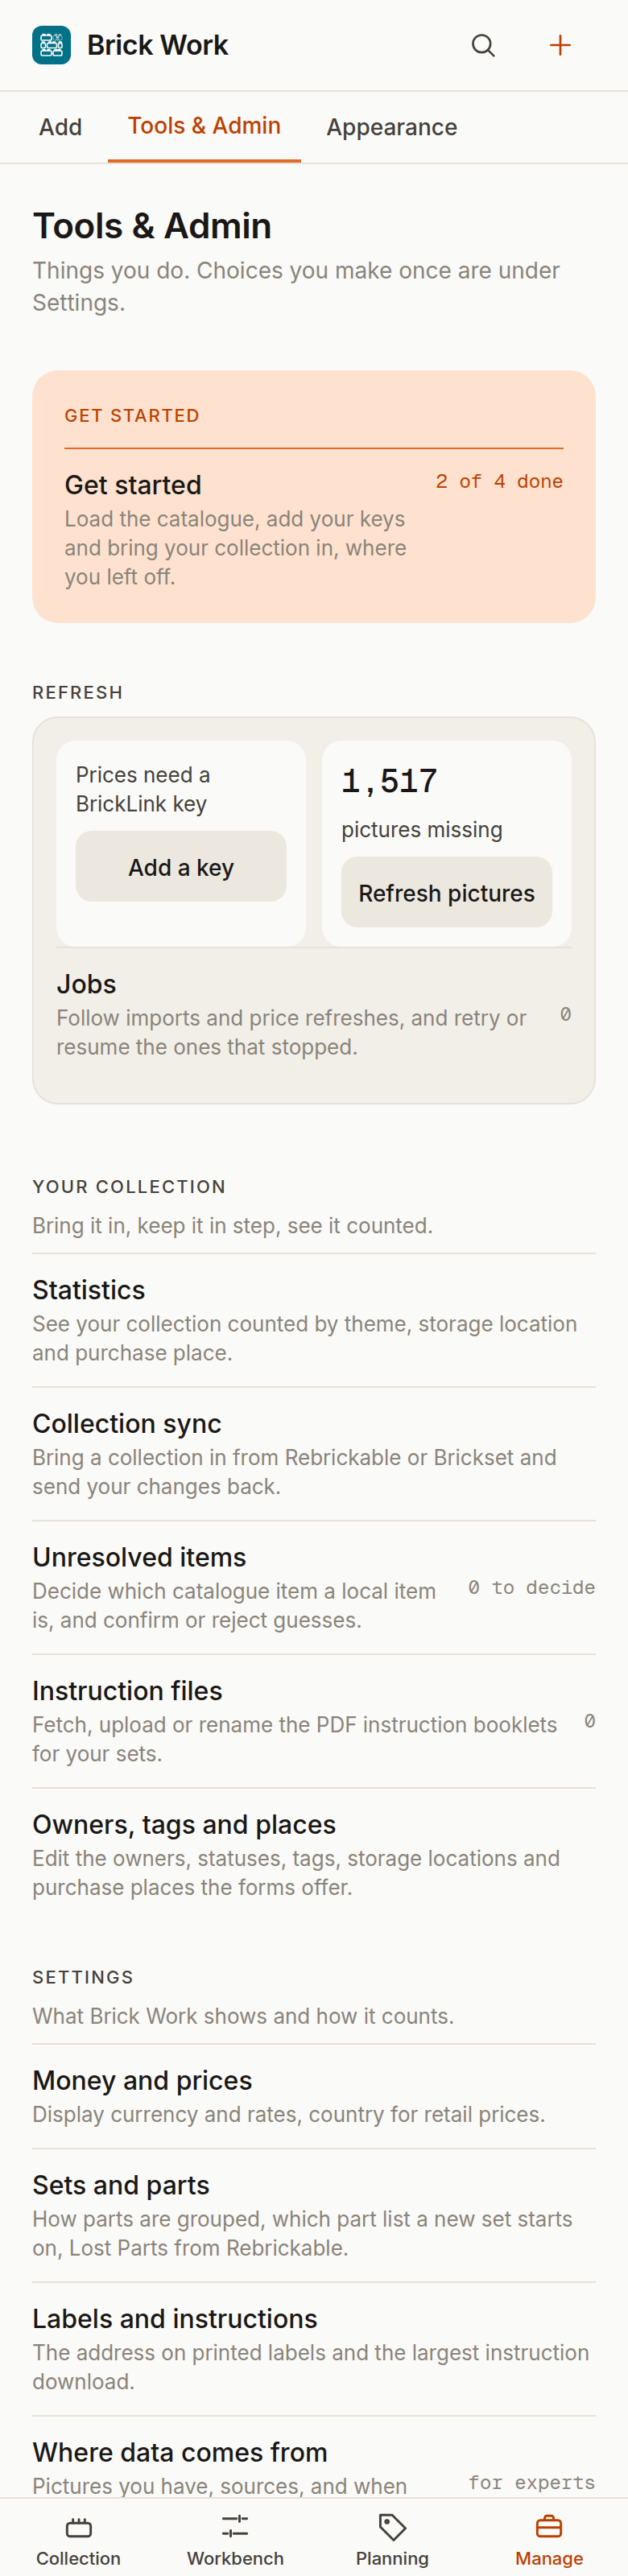 Brick Work
Add
Tools & Admin
Appearance
Tools & Admin
Things you do. Choices you make once are under
Settings.
GET STARTED
Get started
2 of 4 done
Load the catalogue, add your keys
and bring your collection in, where
you left off.
REFRESH
Prices need a
BrickLink key
Add a key
1,517
pictures missing
Refresh pictures
Jobs
Follow imports and price refreshes, and retry or
resume the ones that stopped.
0
YOUR COLLECTION
Bring it in, keep it in step, see it counted.
Statistics
See your collection counted by theme, storage location
and purchase place.
Collection sync
Bring a collection in from Rebrickable or Brickset and
send your changes back.
Unresolved items
Decide which catalogue item a local item
is, and confirm or reject guesses.
0 to decide
Instruction files
Fetch, upload or rename the PDF instruction booklets
for your sets.
0
Owners, tags and places
Edit the owners, statuses, tags, storage locations and
purchase places the forms offer.
SETTINGS
What Brick Work shows and how it counts.
Money and prices
Display currency and rates, country for retail prices.
Sets and parts
How parts are grouped, which part list a new set starts
on, Lost Parts from Rebrickable.
Labels and instructions
The address on printed labels and the largest instruction
download.
Where data comes from
Pictures you have, sources, and when
for experts
Collection
Workbench
Planning
Manage